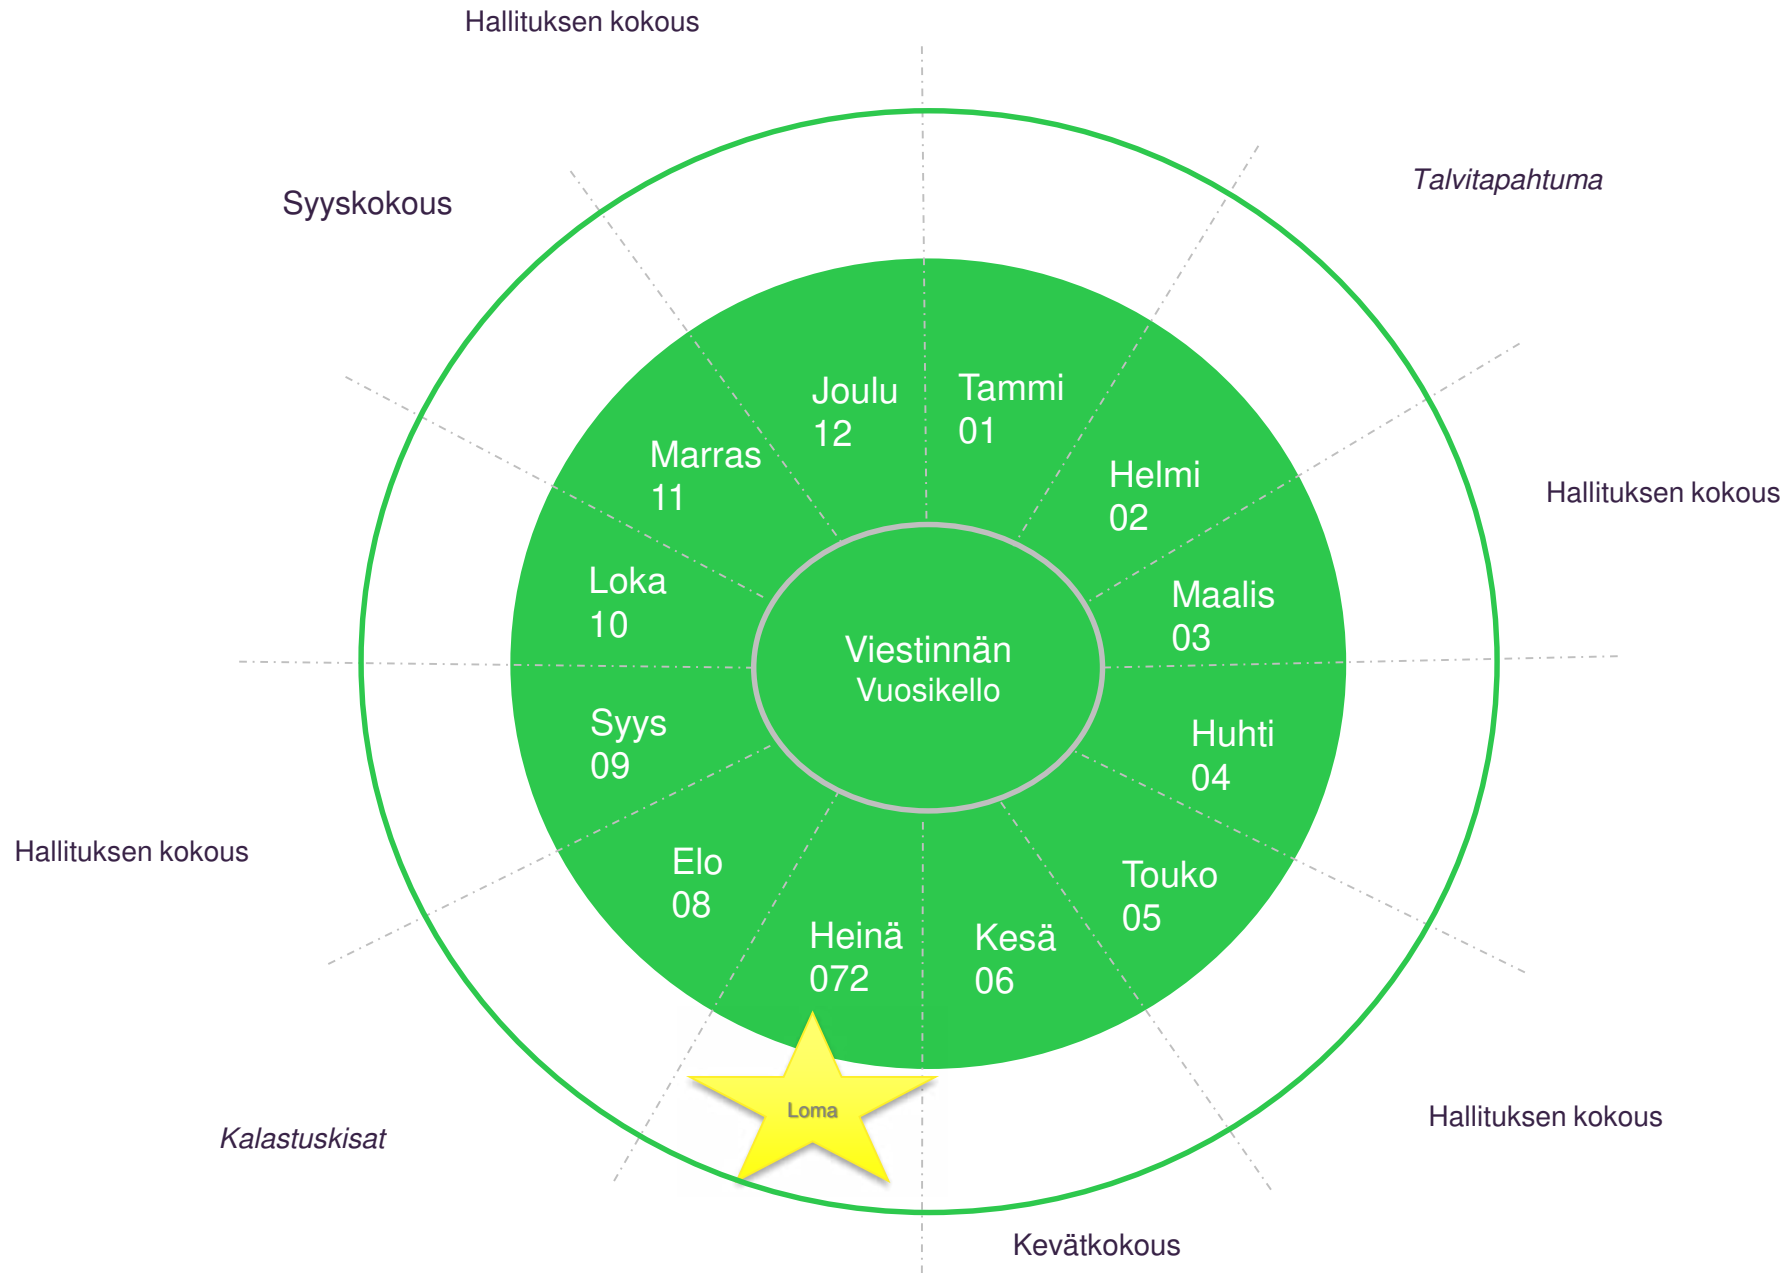 Hallituksen kokous
Talvitapahtuma
Syyskokous
Joulu
12
Tammi
01
Marras
11
Helmi
02
Hallituksen kokous
Loka
10
Maalis
03
Viestinnän
Vuosikello
Syys
09
Huhti
04
Hallituksen kokous
Elo
08
Touko
05
Heinä
072
Kesä
06
Loma
Kalastuskisat
Hallituksen kokous
Kevätkokous